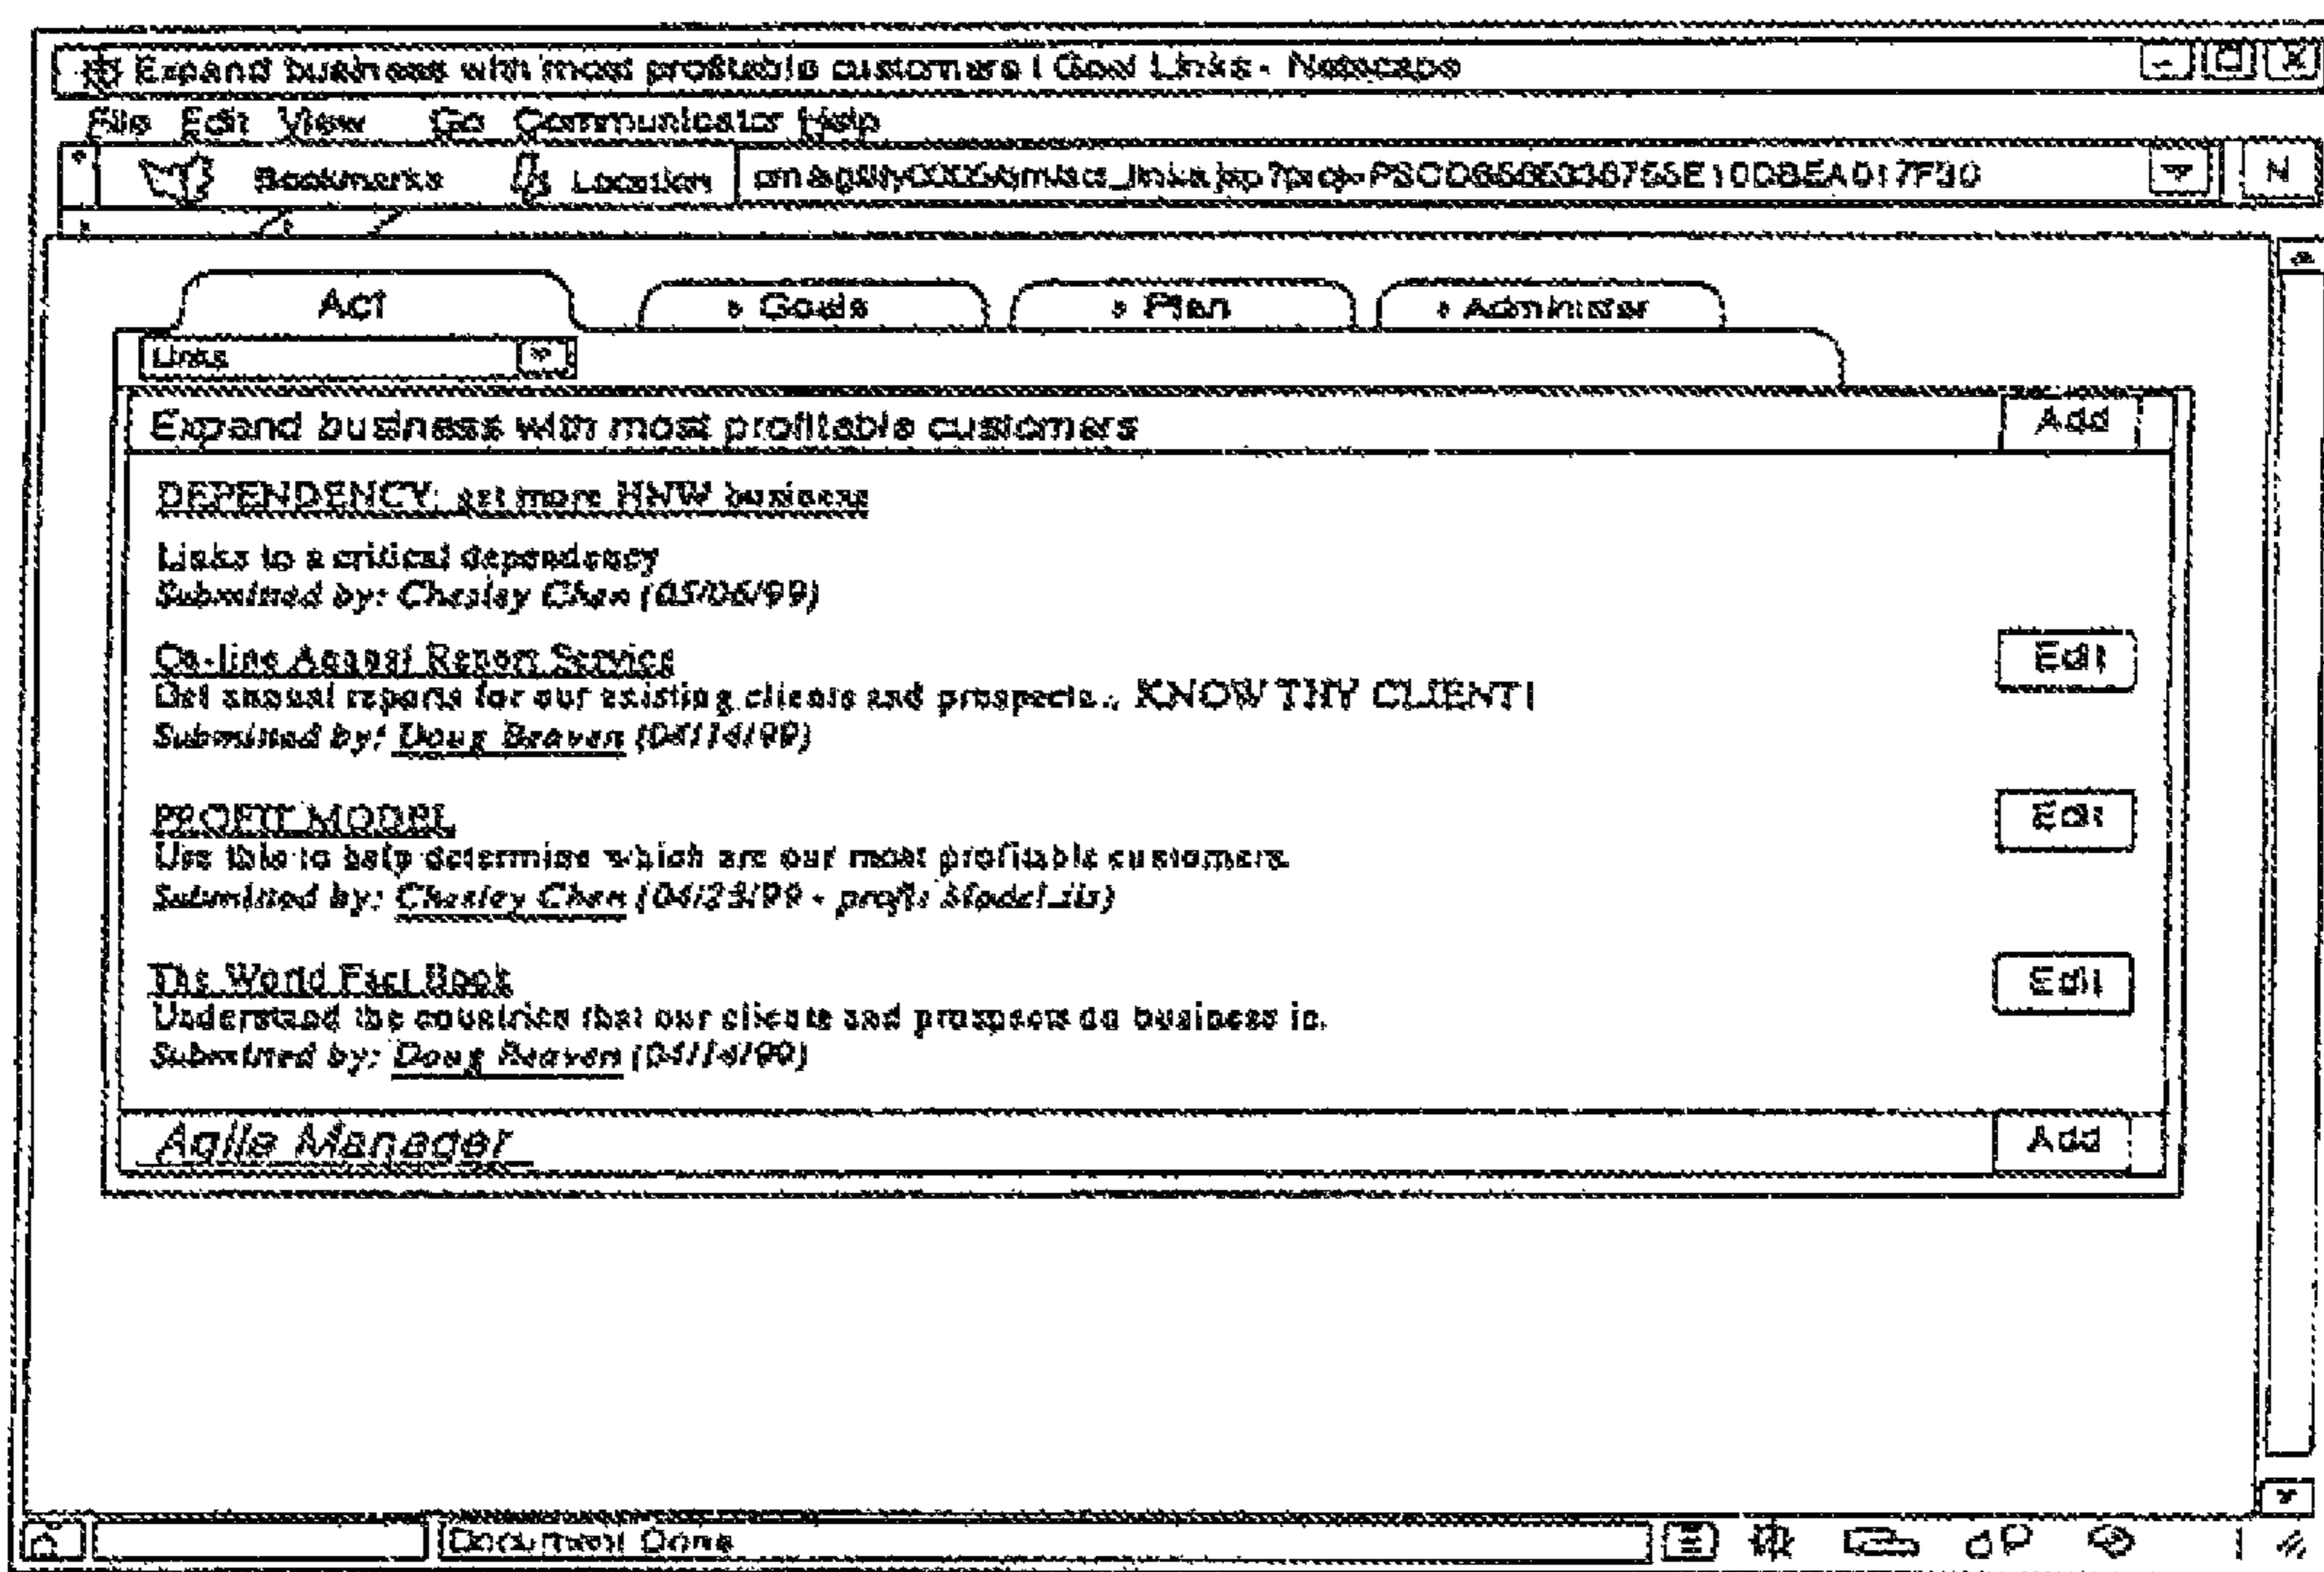 Expand business with most profitable customers | Goal Links - Netscape
File Edit View Go Communicator Help
Bookmarks Location
N
Act Goals Plan Administer
Links
Expand business with most profitable customers Add
DEPENDENCY: get more HNW business
Links to a critical dependency
Submitted by: Chesley Chen (05/06/99)
On-line Annual Report Service Edit
Get annual reports for our existing clients and prospects.. KNOW THY CLIENT!
Submitted by: Doug Beaven (04/14/99)
PROFIT MODEL Edit
Use this to help determine which are our most profitable customers.
Submitted by: Chesley Chen (04/23/99 - profit Model.xls)
The World Fact Book Edit
Understand the countries that our clients and prospects do business in.
Submitted by: Doug Beaven (04/14/99)
Agile Manager Add
Document Done